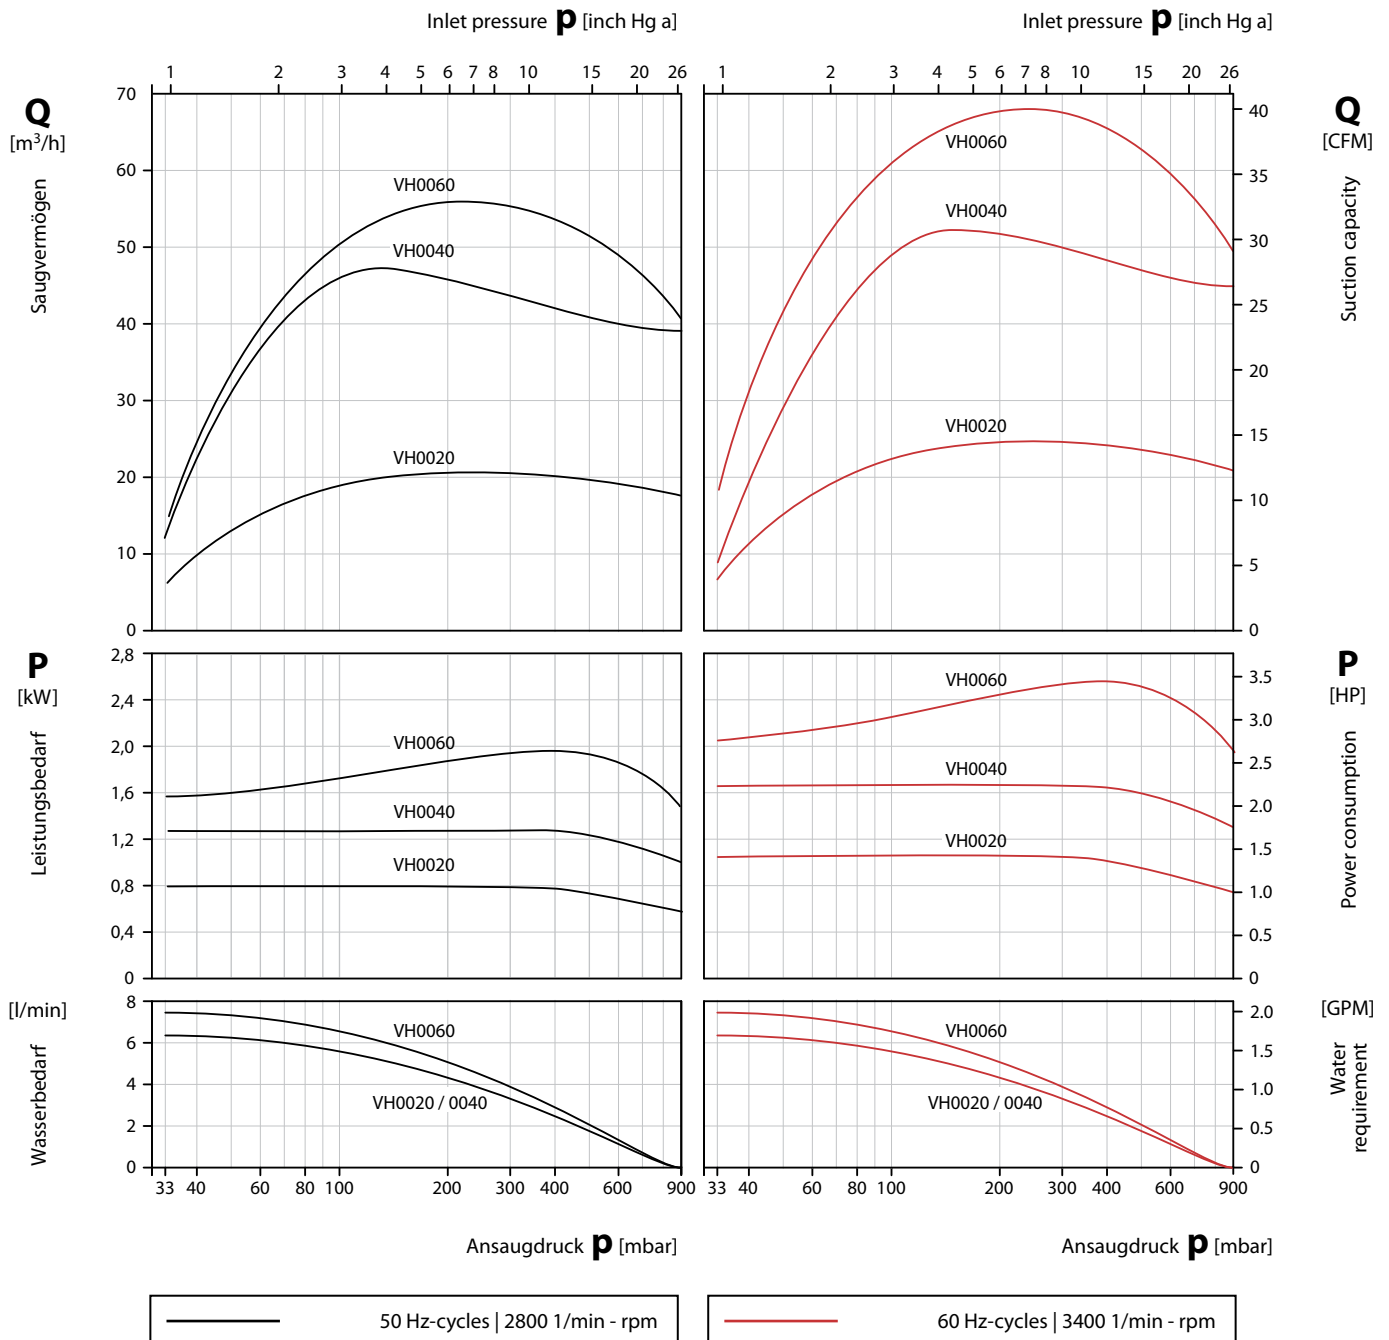 Inlet pressure p [inch Hg a] Inlet pressure p [inch Hg a]
1 2 3 4 5 6 7 8 10 15 20 26 1 2 3 4 5 6 7 8 10 15 20 26
Q
[m³/h]
Saugvermögen
70
60
50
40
30
20
10
0
VH0060
VH0040
VH0020
VH0060
VH0040
VH0020
40
35
30
25
20
15
10
5
0
Q
[CFM]
Suction capacity
P
[kW]
Leistungsbedarf
2,8
2,4
2,0
1,6
1,2
0,8
0,4
0
VH0060
VH0040
VH0020
VH0060
VH0040
VH0020
3.5
3.0
2.5
2.0
1.5
1.0
0.5
0
P
[HP]
Power consumption
[l/min]
Wasserbedarf
8
6
4
2
0
VH0060
VH0020 / 0040
VH0060
VH0020 / 0040
2.0
1.5
1.0
0.5
0
[GPM]
Water
requirement
33 40 60 80 100 200 300 400 600 900 33 40 60 80 100 200 300 400 600 900
Ansaugdruck p [mbar] Ansaugdruck p [mbar]
50 Hz-cycles | 2800 1/min - rpm 60 Hz-cycles | 3400 1/min - rpm